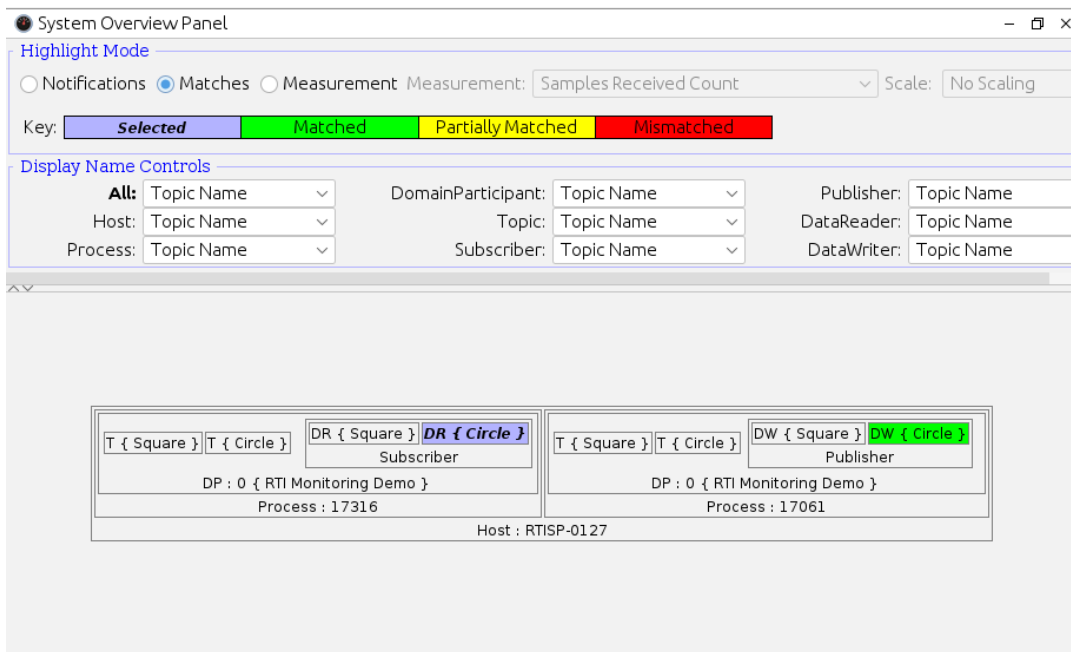 System Overview Panel
Highlight Mode
Notifications Matches Measurement Measurement: Samples Received Count Scale: No Scaling
Key: Selected Matched Partially Matched Mismatched
Display Name Controls
All: Topic Name DomainParticipant: Topic Name Publisher: Topic Name
Host: Topic Name Topic: Topic Name DataReader: Topic Name
Process: Topic Name Subscriber: Topic Name DataWriter: Topic Name
T { Square } T { Circle } DR { Square } DR { Circle } T { Square } T { Circle } DW { Square } DW { Circle }
Subscriber Publisher
DP : 0 { RTI Monitoring Demo } DP : 0 { RTI Monitoring Demo }
Process : 17316 Process : 17061
Host : RTISP-0127